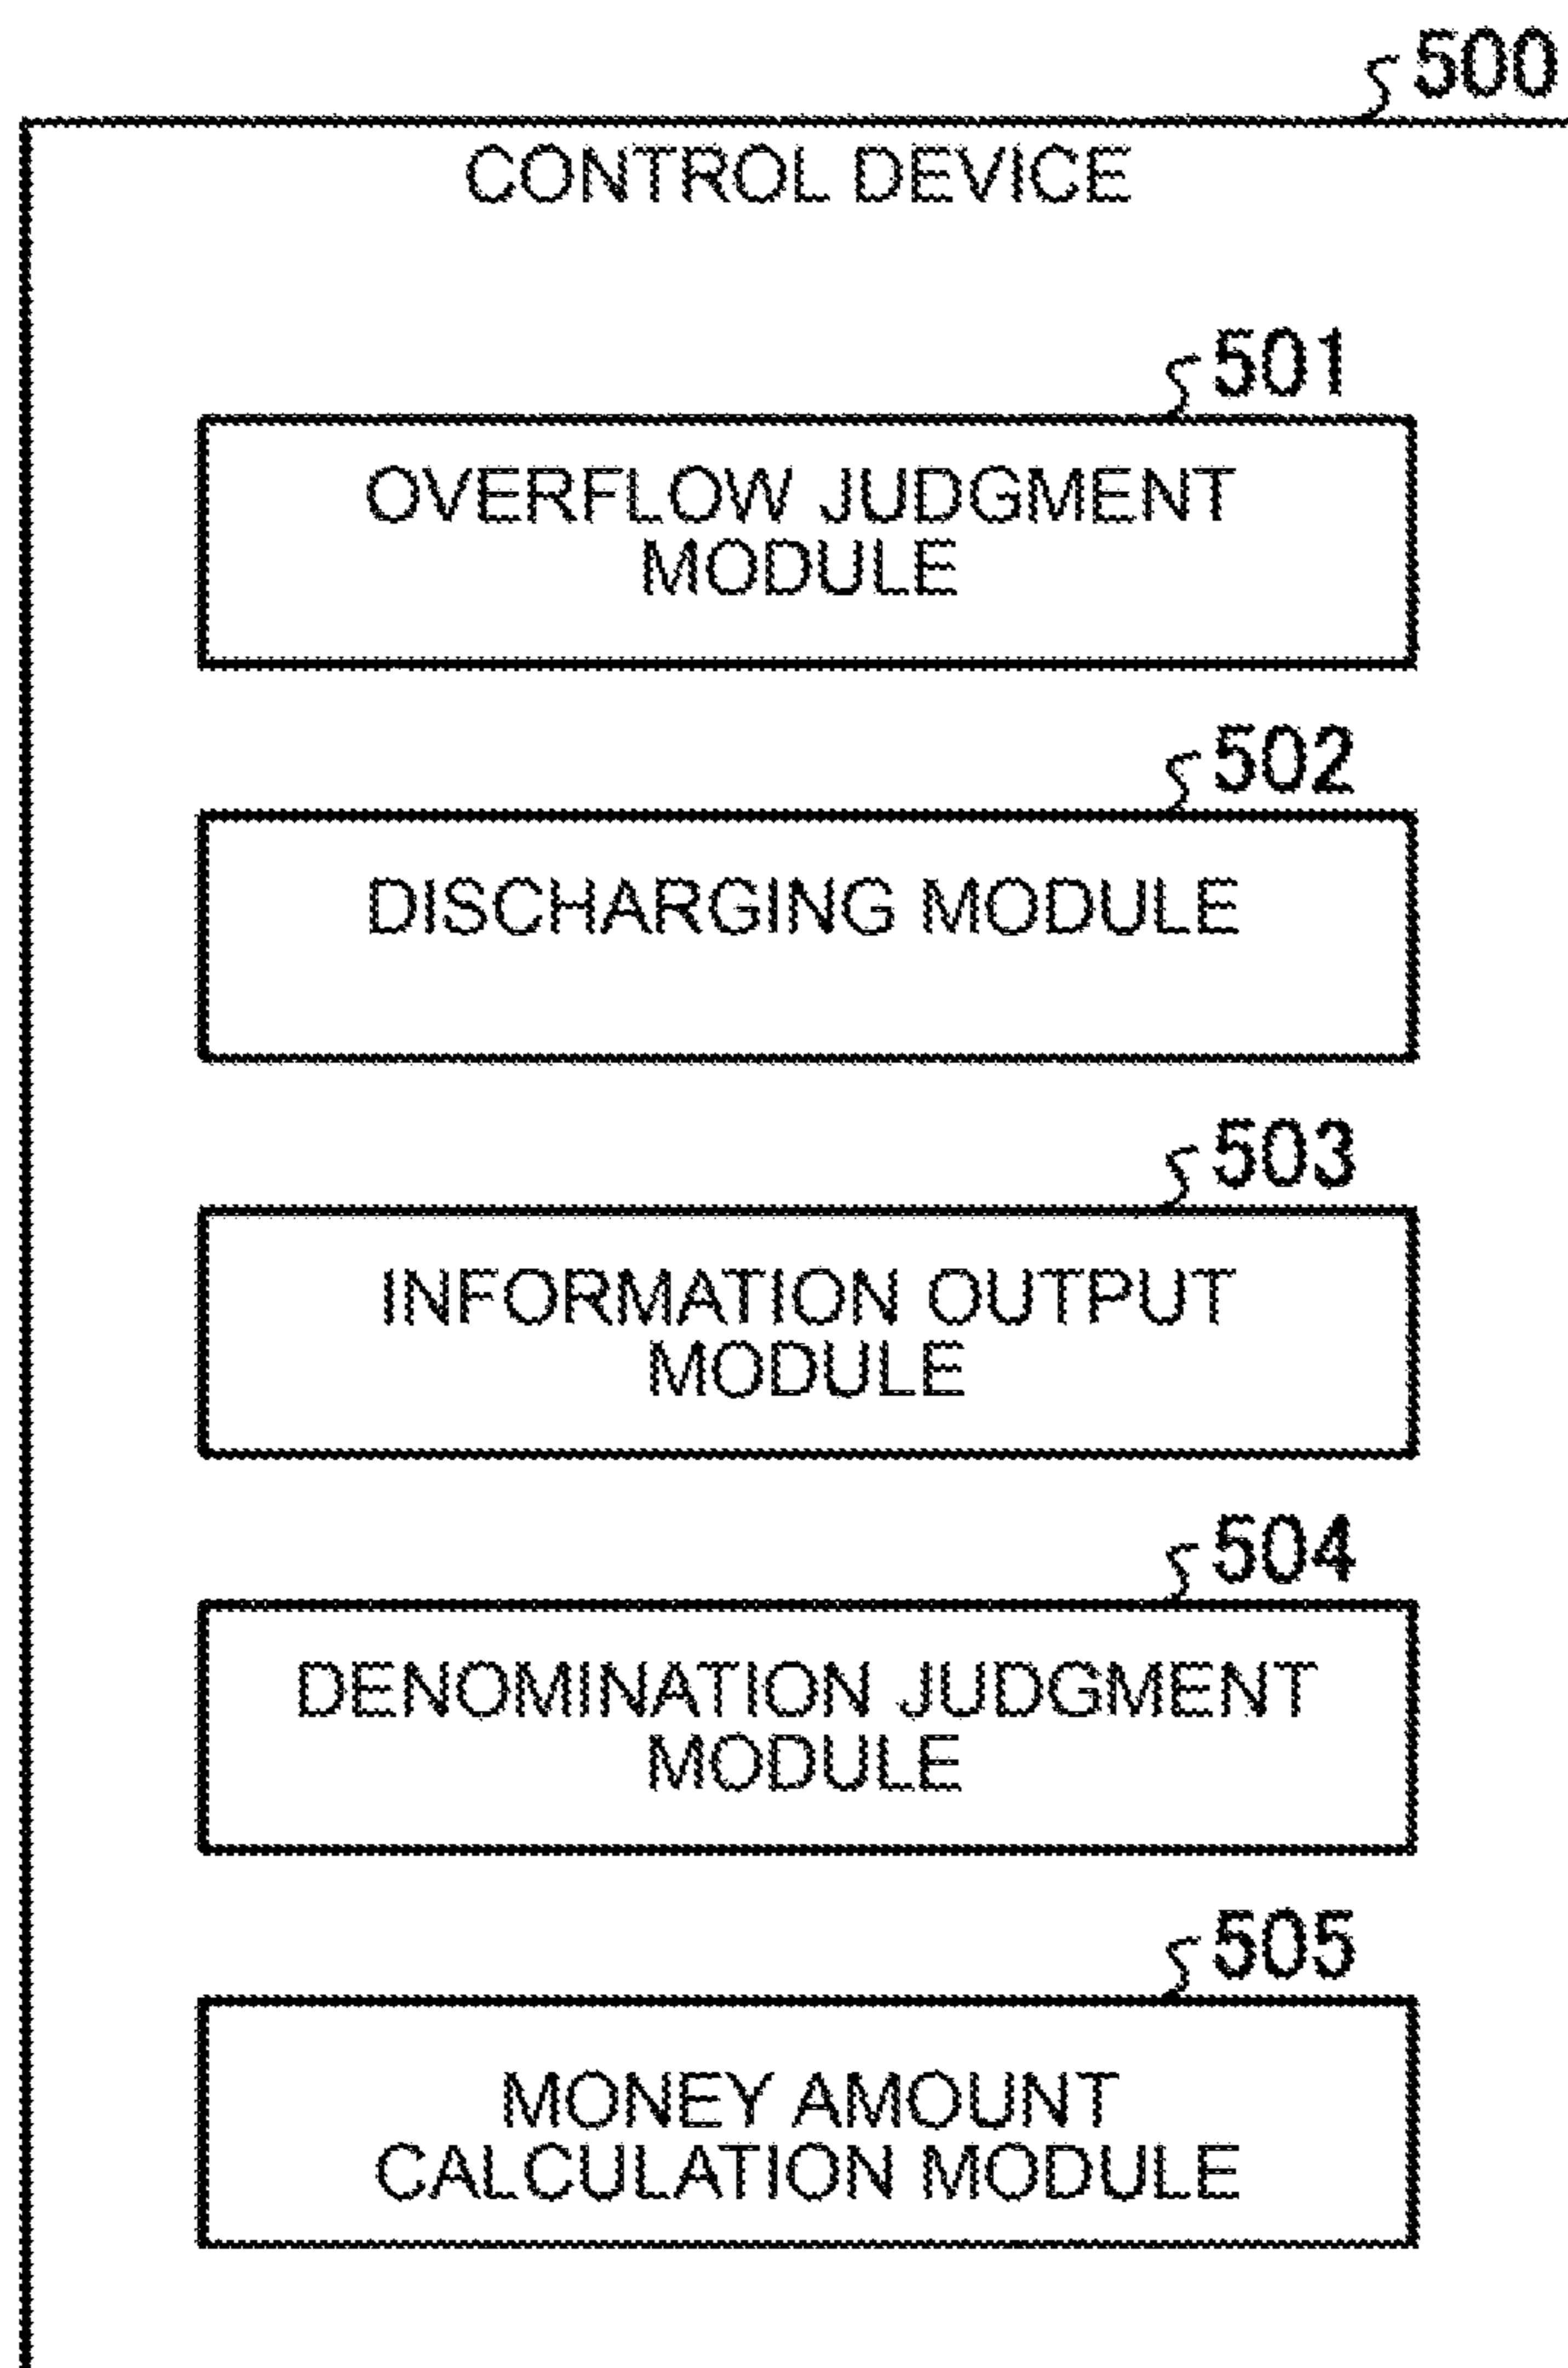 500
CONTROL DEVICE
501
OVERFLOW JUDGMENT
MODULE
502
DISCHARGING MODULE
503
INFORMATION OUTPUT
MODULE
504
DENOMINATION JUDGMENT
MODULE
505
MONEY AMOUNT
CALCULATION MODULE